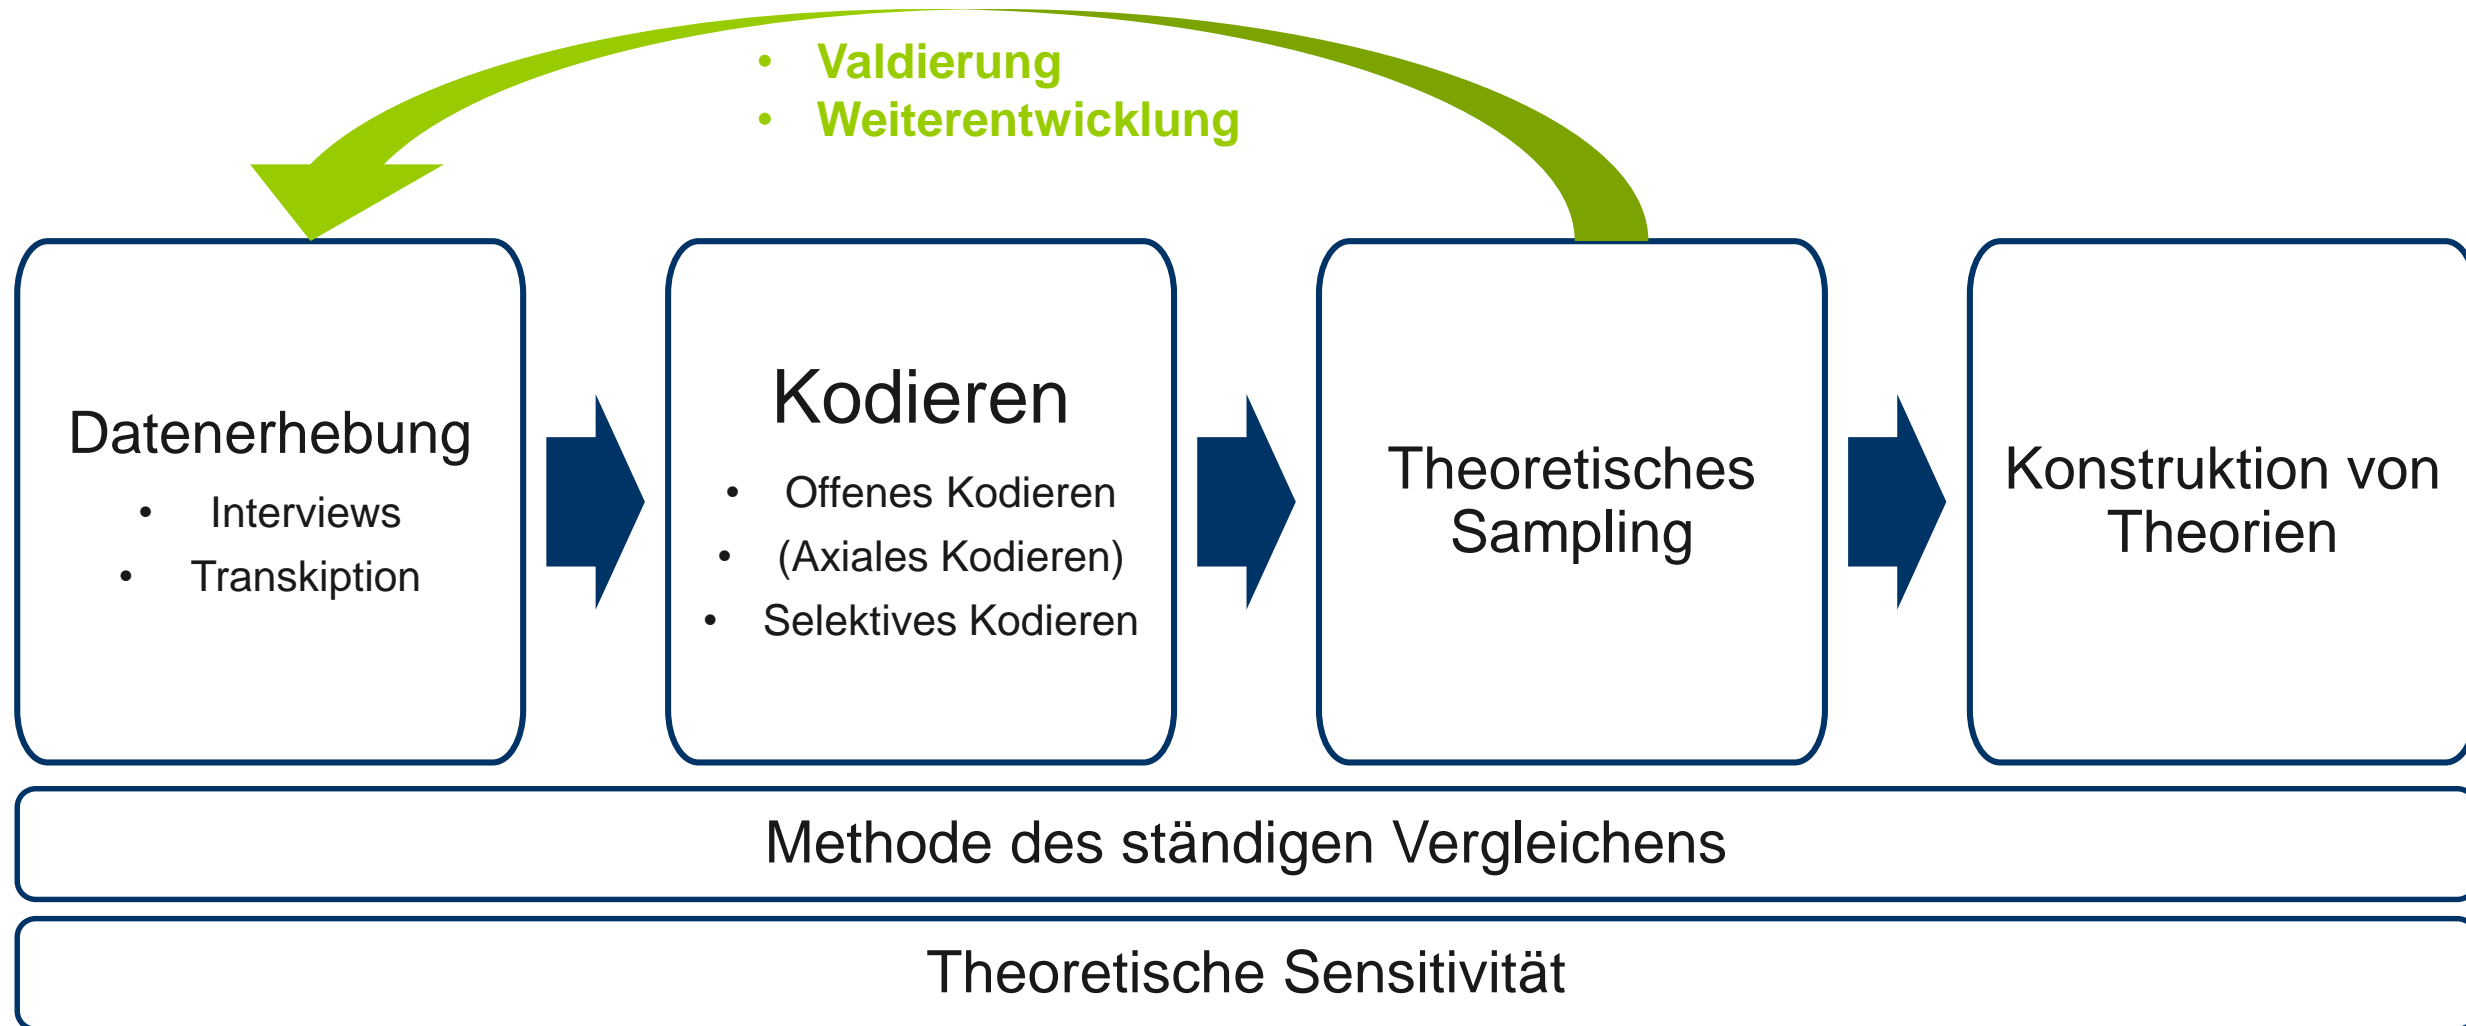 • Valdierung
• Weiterentwicklung
Datenerhebung
• Interviews
• Transkiption
Kodieren
• Offenes Kodieren
• (Axiales Kodieren)
• Selektives Kodieren
Theoretisches
Sampling
Konstruktion von
Theorien
Methode des ständigen Vergleichens
Theoretische Sensitivität